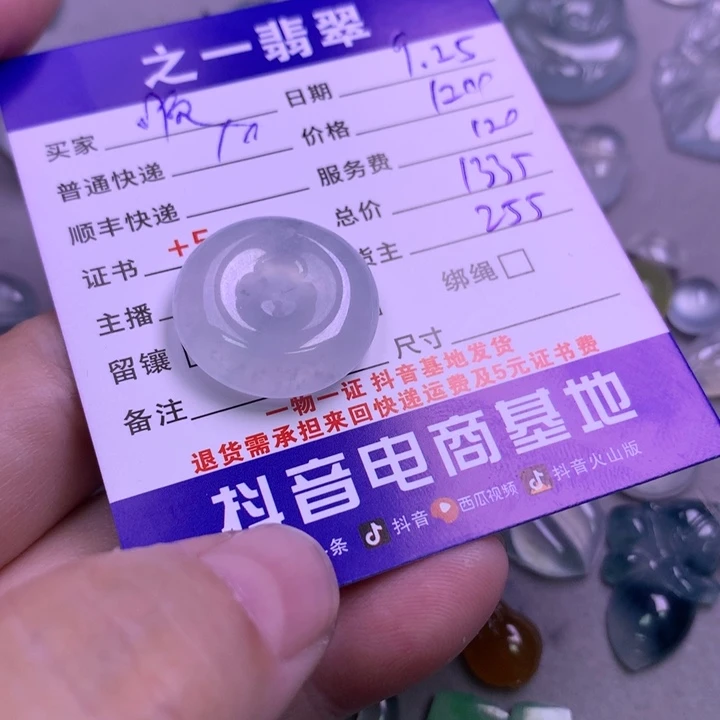 之一翡翠
买家 日期 9.25
普通快递 10 价格 1200
顺丰快递 服务费 120
证书 +5 总价 1335
主播 货主 255
绑绳
留镶 尺寸
备注
一物一证 抖音基地发货
退货需承担来回快递运费及5元证书费
抖音电商基地
条 抖音 西瓜视频 抖音火山版